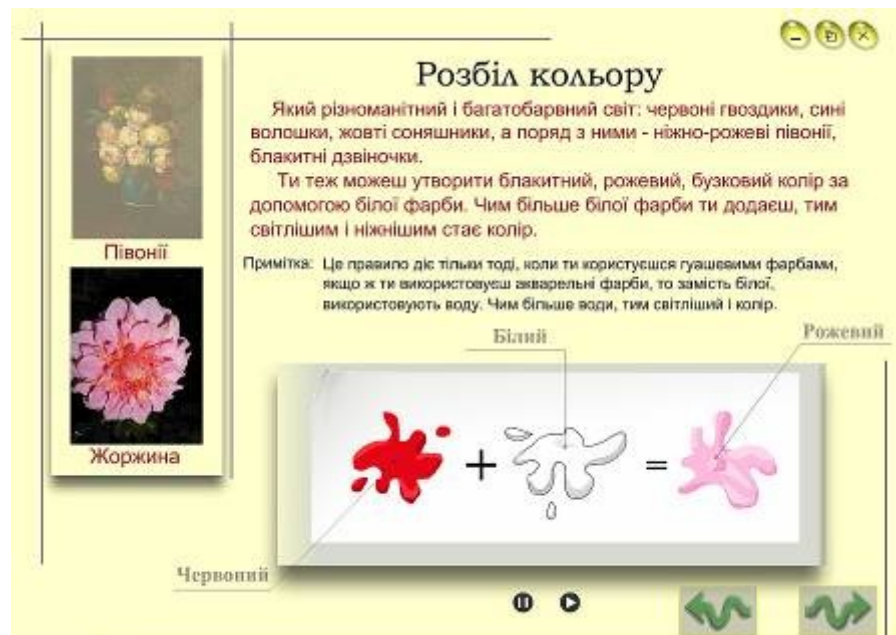 Розбіл кольору
Який різноманітний і багатобарвний світ: червоні гвоздики, сині
волошки, жовті соняшники, а поряд з ними - ніжно-рожеві півонії,
блакитні дзвіночки.
Ти теж можеш утворити блакитний, рожевий, бузковий колір за
допомогою білої фарби. Чим більше білої фарби ти додаєш, тим
світлішим і ніжнішим стає колір.
Примітка: Це правило діє тільки тоді, коли ти користуєшся гуашевими фарбами,
якщо ж ти використовуєш акварельні фарби, то замість білої,
використовують воду. Чим більше води, тим світліший і колір.
Півонії
Жоржина
Білий
Рожевий
+ =
Червоний